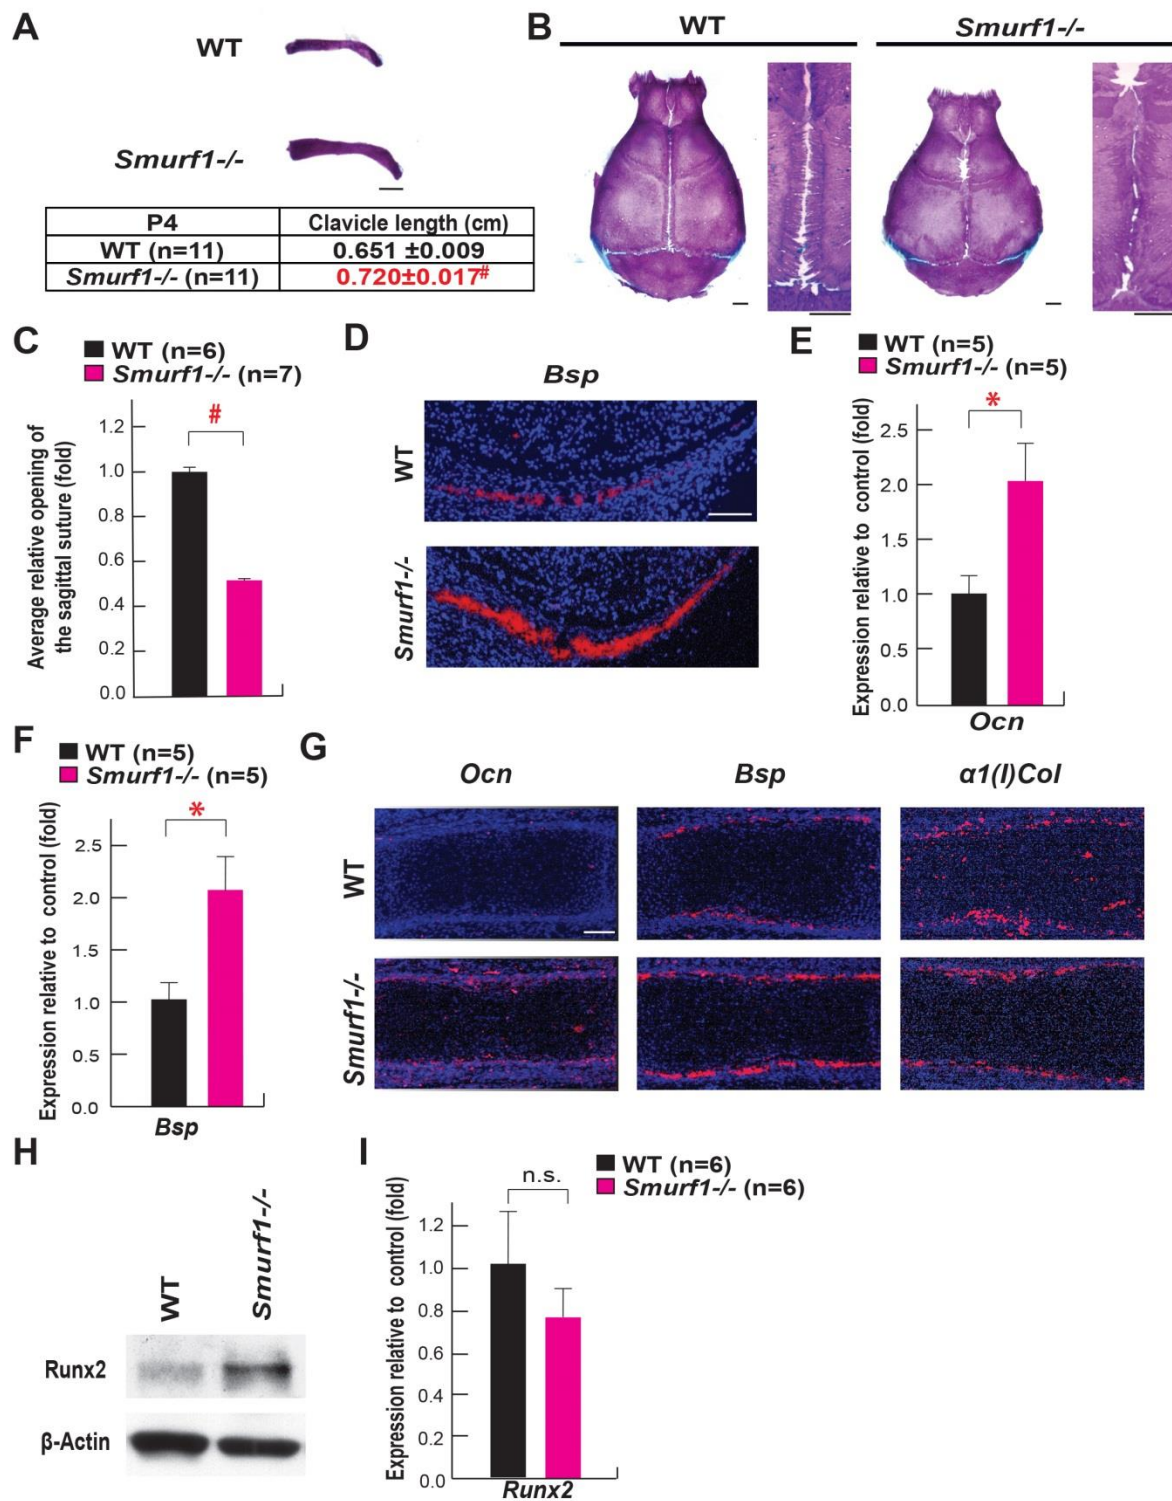 A
WT
Smurf1-/-
P4 Clavicle length (cm)
WT (n=11) 0.651 ±0.009
Smurf1-/- (n=11) 0.720±0.017#
B
WT Smurf1-/-
C
WT (n=6)
Smurf1-/- (n=7)
#
Average relative opening of
the sagittal suture (fold)
1.2
1.0
0.8
0.6
0.4
0.2
0.0
D
Bsp
WT
Smurf1-/-
E
WT (n=5)
Smurf1-/- (n=5)
*
Expression relative to control (fold)
2.5
2.0
1.5
1.0
0.5
0.0
Ocn
F
WT (n=5)
Smurf1-/- (n=5)
*
Expression relative to control (fold)
2.5
2.0
1.5
1.0
0.5
0.0
Bsp
G
Ocn Bsp α1(I)Col
WT
Smurf1-/-
H
WT Smurf1-/-
Runx2
β-Actin
I
WT (n=6)
Smurf1-/- (n=6)
n.s.
Expression relative to control (fold)
1.2
1.0
0.8
0.6
0.4
0.2
0.0
Runx2